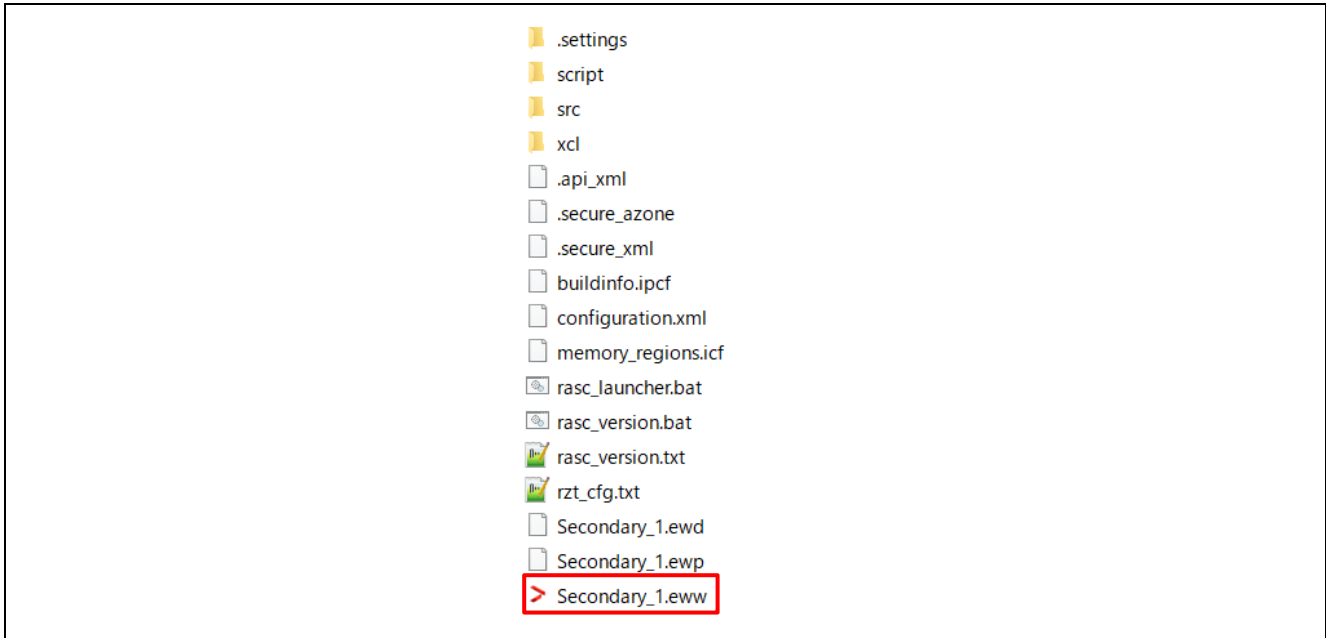 .settings
script
src
xcl
.api_xml
.secure_azone
.secure_xml
buildinfo.ipcf
configuration.xml
memory_regions.icf
rasc_launcher.bat
rasc_version.bat
rasc_version.txt
rzt_cfg.txt
Secondary_1.ewd
Secondary_1.ewp
Secondary_1.eww